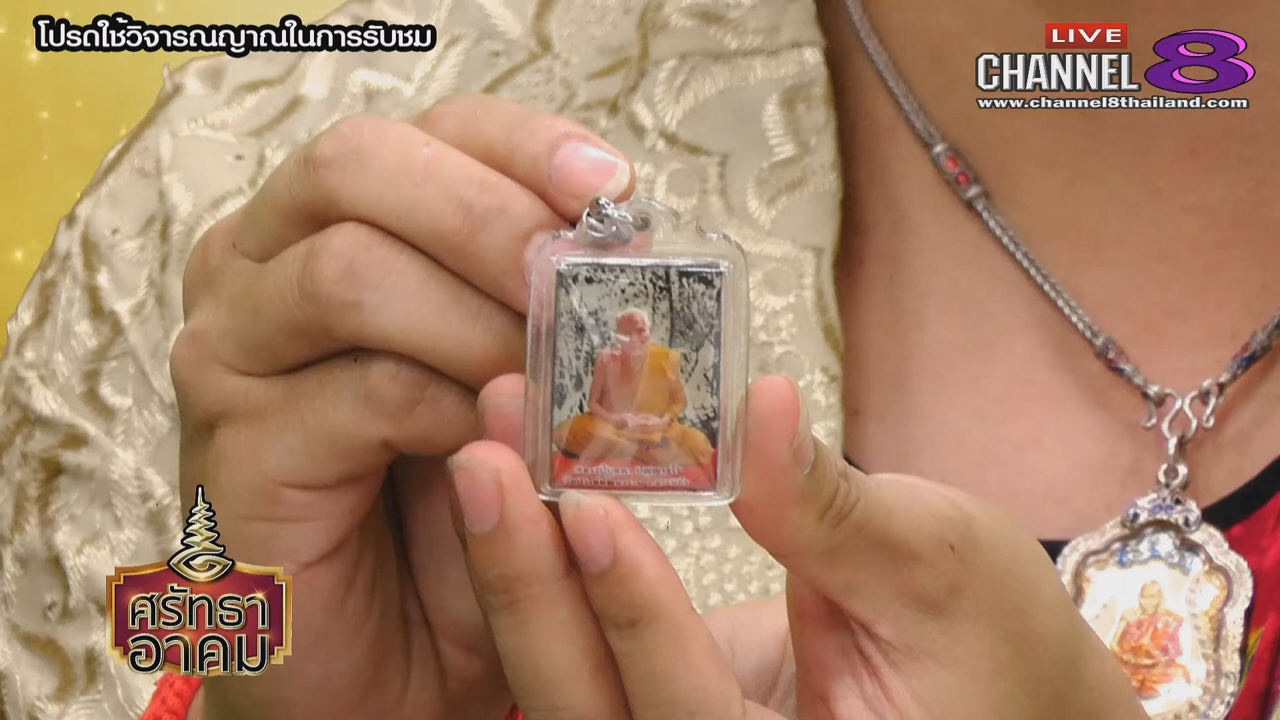 โปรดใช้วิจารณญาณในการรับชม
LIVE
CHANNEL 8
www.channel8thailand.com
ศรัทธา
อาคม